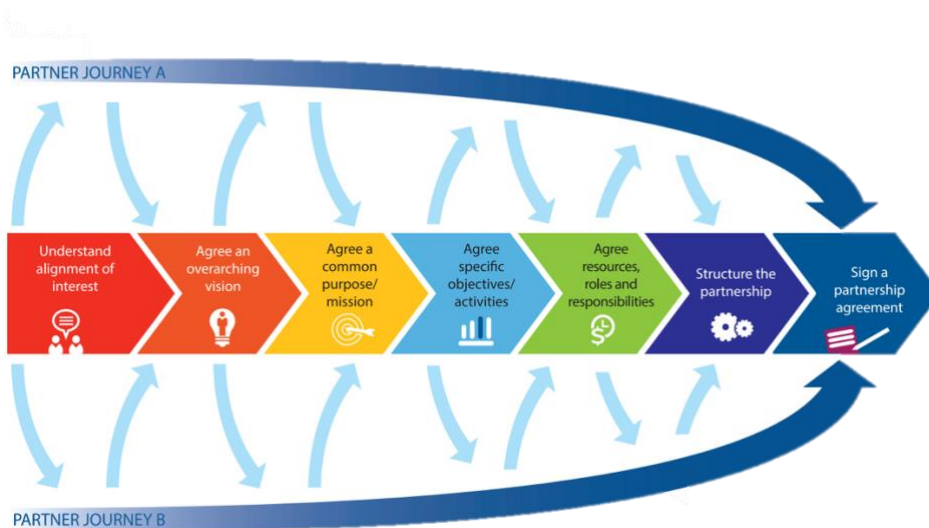 PARTNER JOURNEY A
Understand
alignment of
interest
Agree an
overarching
vision
Agree a
common
purpose/
mission
Agree
specific
objectives/
activities
Agree
resources,
roles and
responsibilities
Structure the
partnership
Sign a
partnership
agreement
PARTNER JOURNEY B